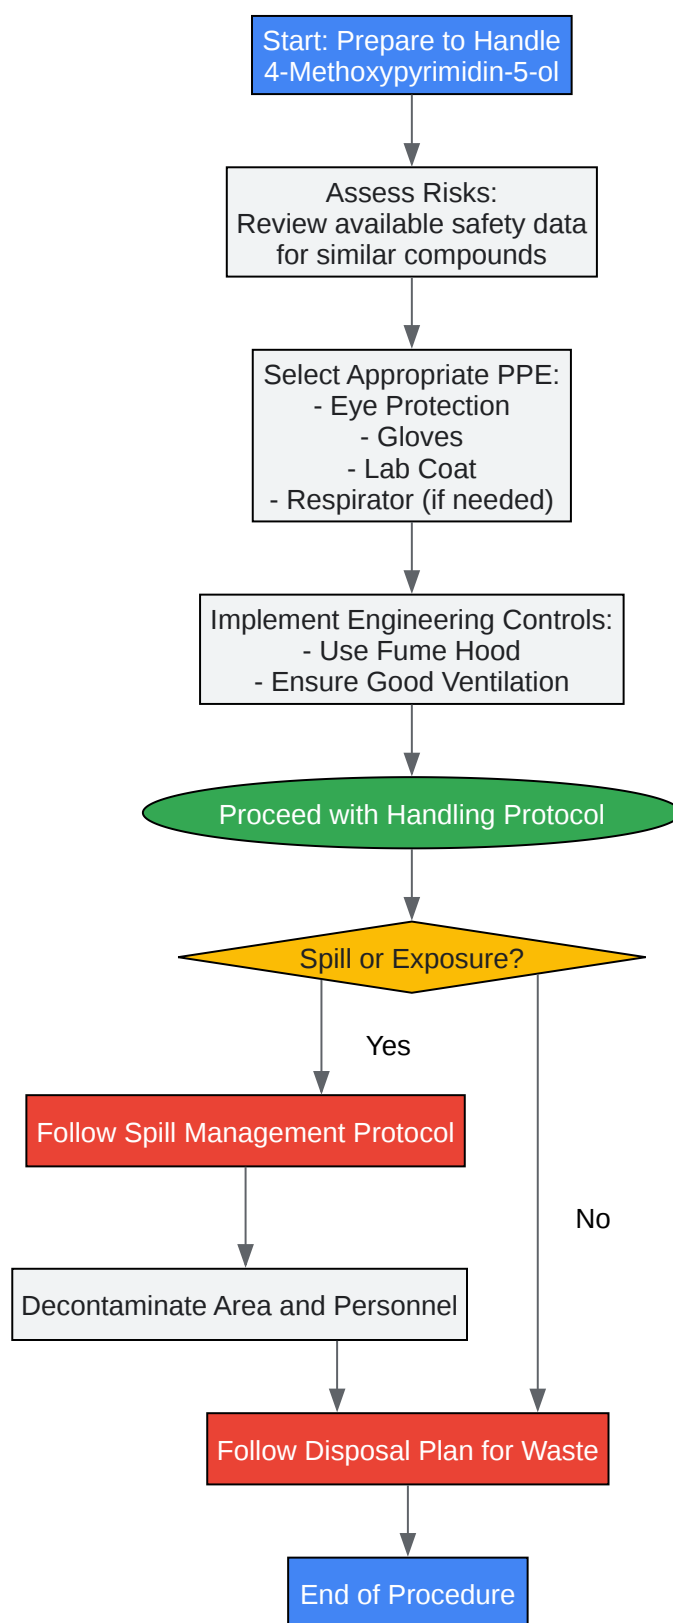 Start: Prepare to Handle
4-Methoxypyrimidin-5-ol
Assess Risks:
Review available safety data
for similar compounds
Select Appropriate PPE:
- Eye Protection
- Gloves
- Lab Coat
- Respirator (if needed)
Implement Engineering Controls:
- Use Fume Hood
- Ensure Good Ventilation
Proceed with Handling Protocol
Spill or Exposure?
Yes
Follow Spill Management Protocol
No
Decontaminate Area and Personnel
Follow Disposal Plan for Waste
End of Procedure